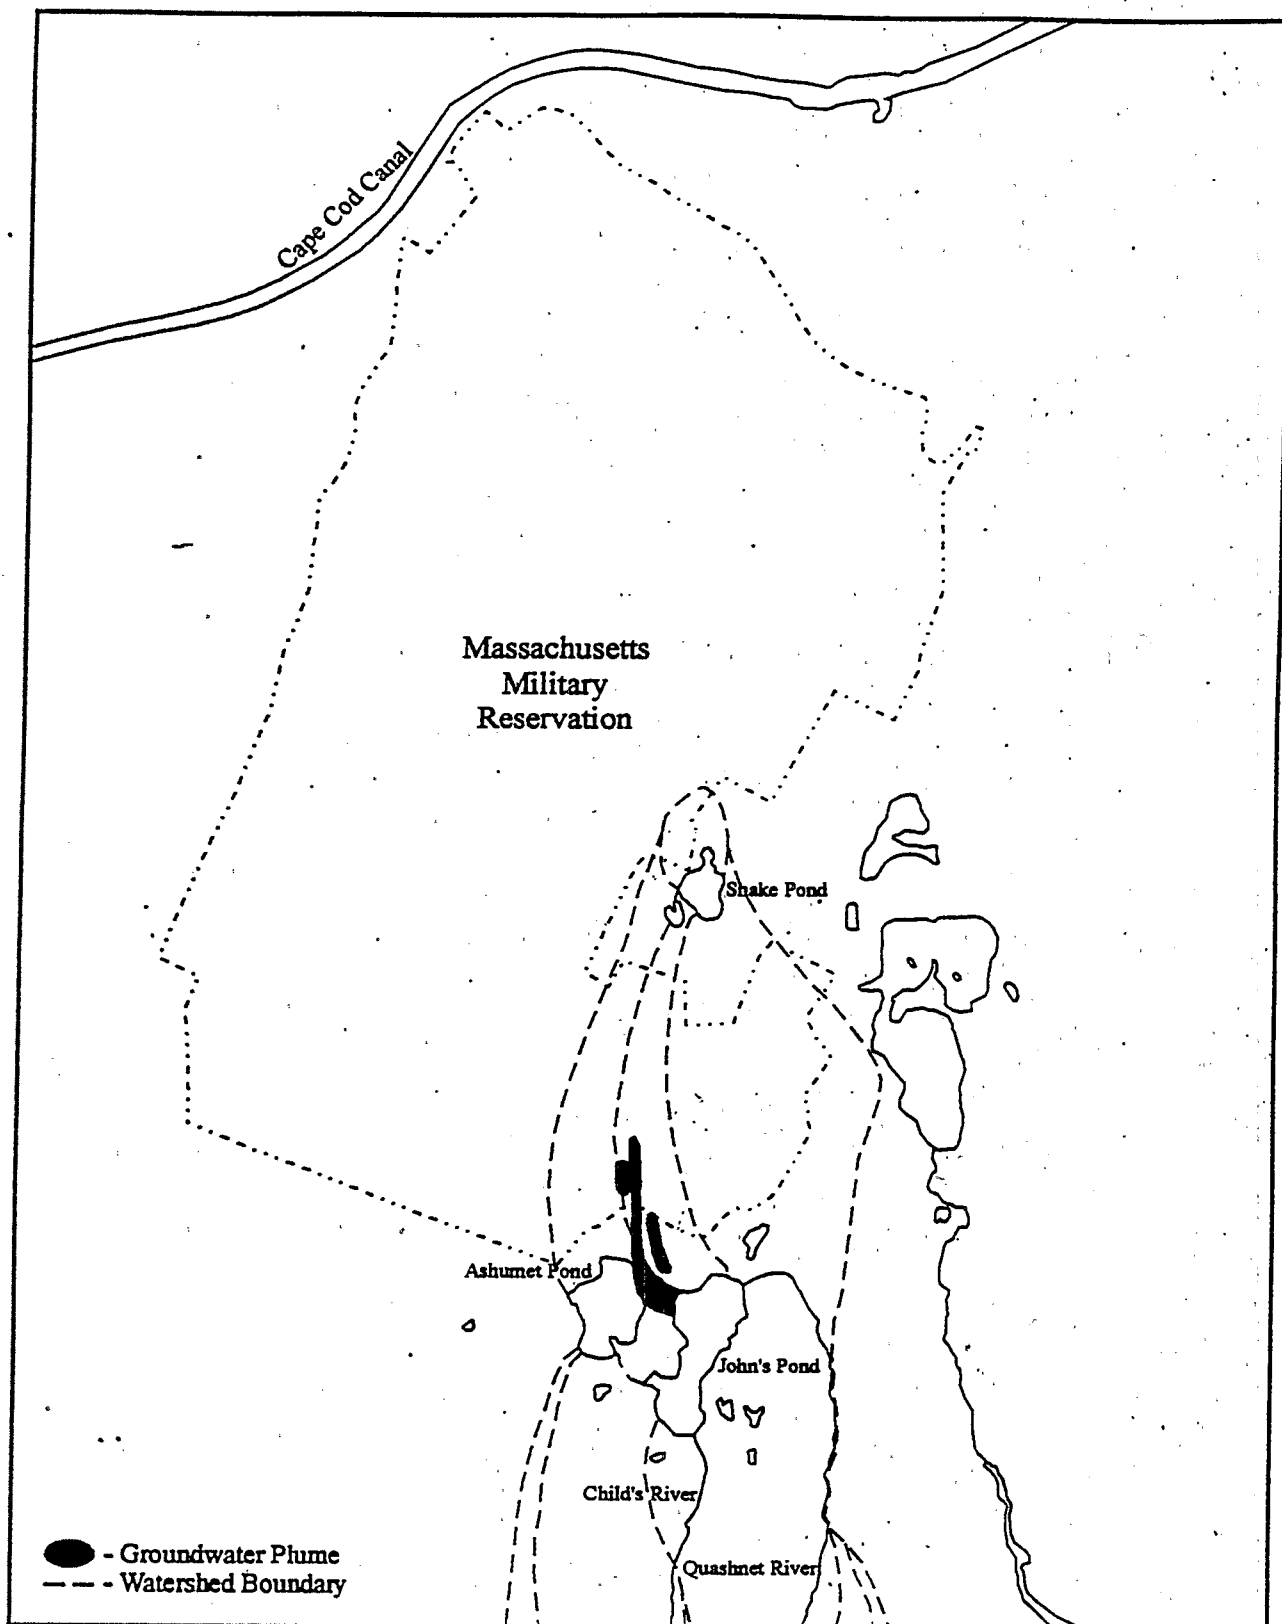 Cape Cod Canal
Massachusetts
Military
Reservation
Snake Pond
Ashumet Pond
John's Pond
Child's River
Quashnet River
- Groundwater Plume
- Watershed Boundary